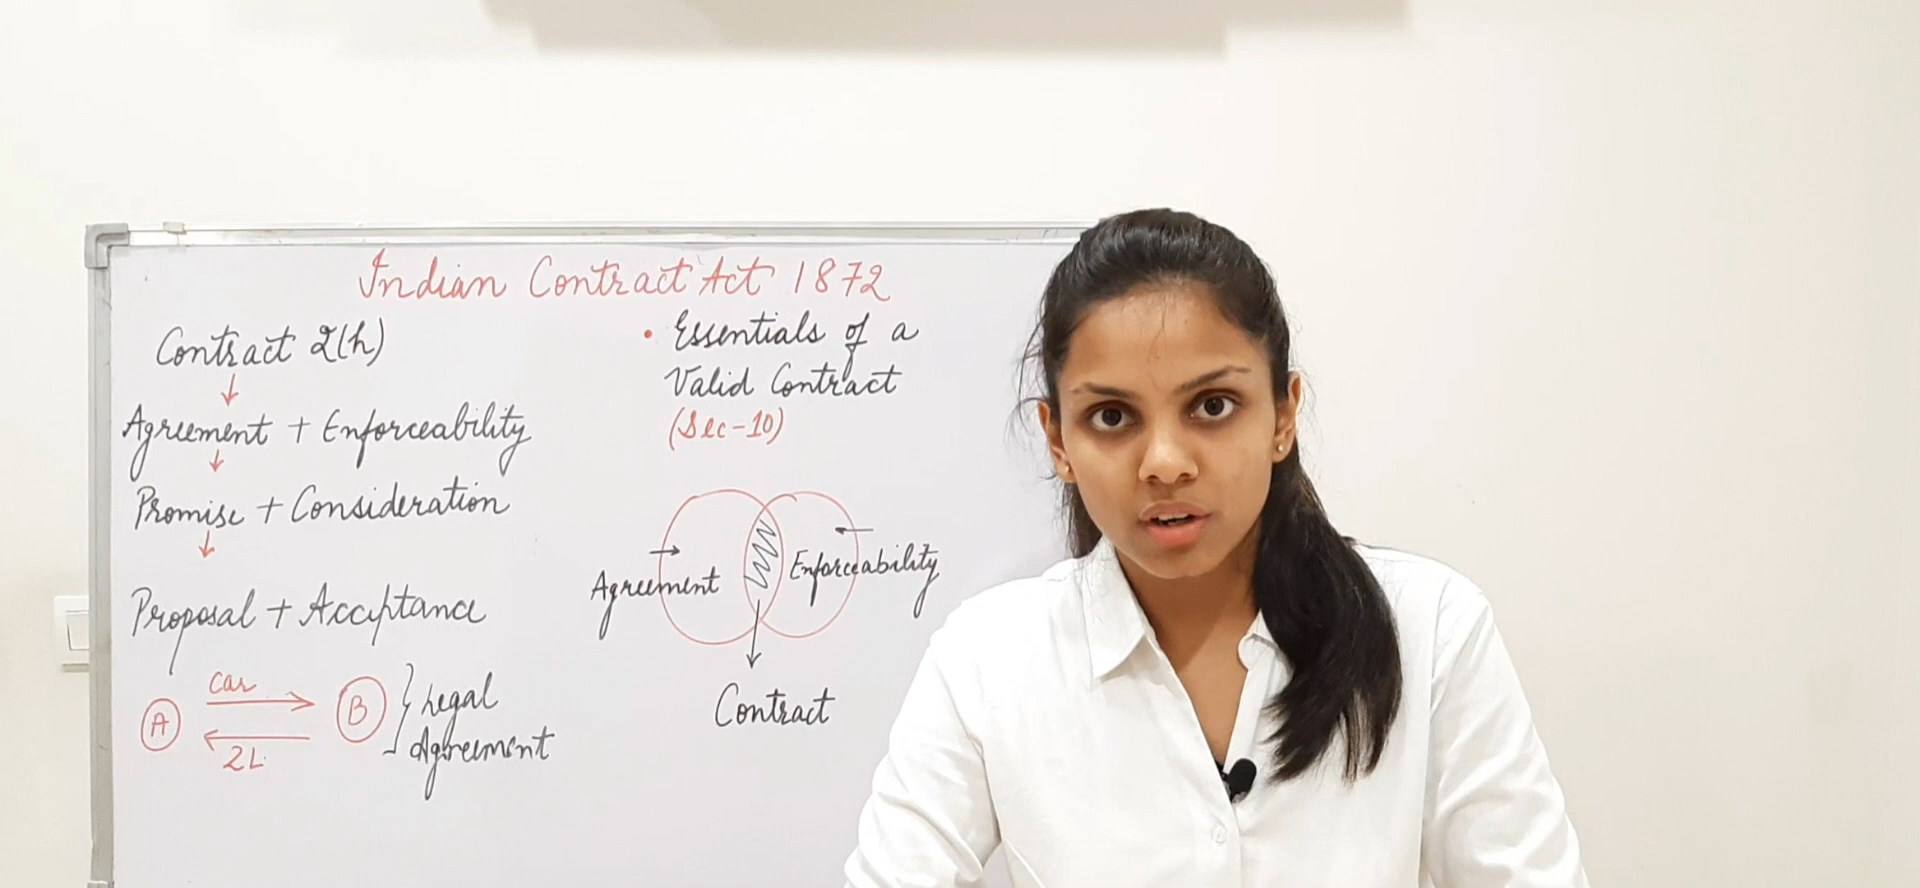 Indian Contract Act 1872
Contract 2(h)
Agreement + Enforceability
Promise + Consideration
Proposal + Acceptance
A
car
B
2L
Legal
Agreement
• Essentials of a
Valid Contract
(Sec-10)
Agreement
Enforceability
Contract